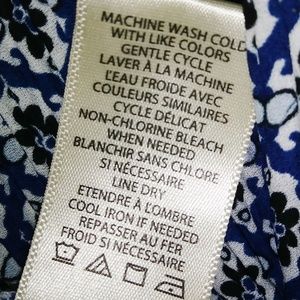 MACHINE WASH COLD
WITH LIKE COLORS
GENTLE CYCLE
LAVER À LA MACHINE
L'EAU FROIDE AVEC
COULEURS SIMILAIRES
CYCLE DÉLICAT
NON-CHLORINE BLEACH
WHEN NEEDED
BLANCHIR SANS CHLORE
SI NÉCESSAIRE
LINE DRY
ETENDRE À L'OMBRE
COOL IRON IF NEEDED
REPASSER AU FER
FROID SI NÉCESSAIRE